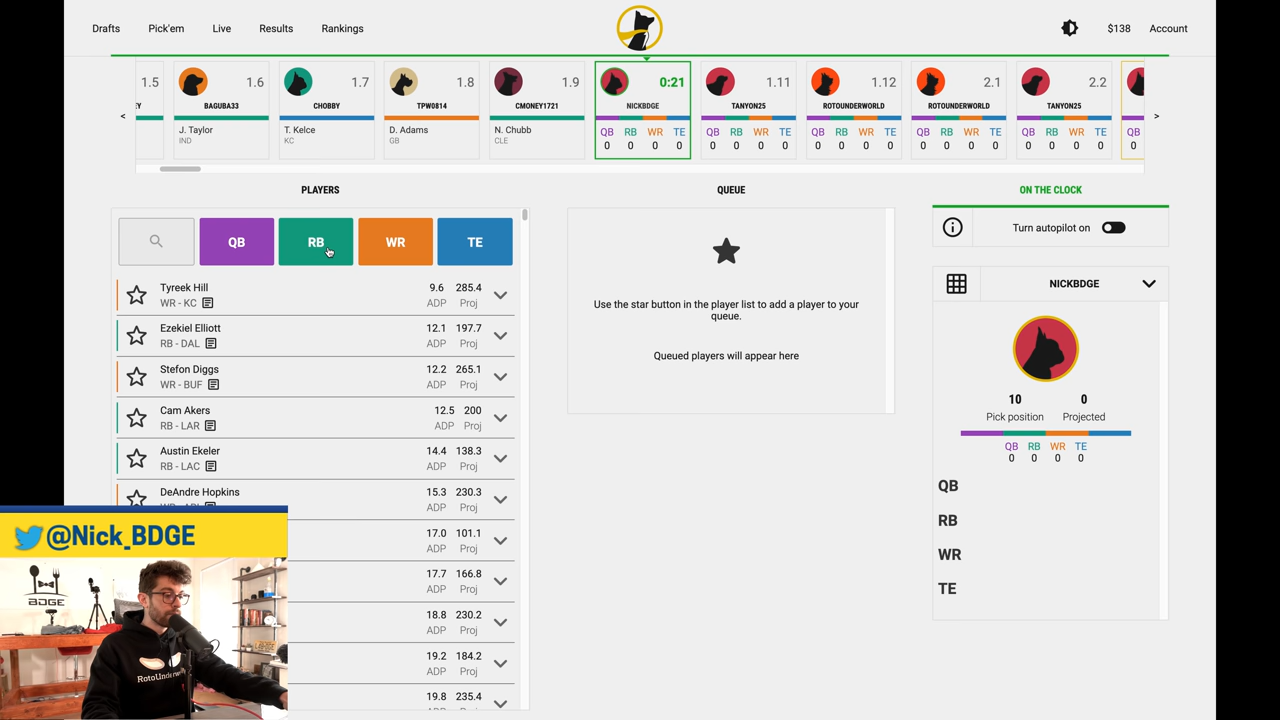 Drafts Pick'em Live Results Rankings $138 Account
1.5 1.6 1.7 1.8 1.9 0:21 1.11 1.12 2.1 2.2
BAGUBA33 CHOBBY TPW0814 CMONEY1721 NICKBDGE TANYON25 ROTOUNDERWORLD ROTOUNDERWORLD TANYON25
J. Taylor T. Kelce D. Adams N. Chubb QB RB WR TE QB RB WR TE QB RB WR TE QB RB WR TE QB RB WR TE QB
IND KC GB CLE 0 0 0 0 0 0 0 0 0 0 0 0 0 0 0 0 0 0 0 0 0
< >
PLAYERS QUEUE ON THE CLOCK
QB RB WR TE
Turn autopilot on
Tyreek Hill 9.6 285.4
WR - KC ADP Proj
Ezekiel Elliott 12.1 197.7
RB - DAL ADP Proj
Stefon Diggs 12.2 265.1
WR - BUF ADP Proj
Cam Akers 12.5 200
RB - LAR ADP Proj
Austin Ekeler 14.4 138.3
RB - LAC ADP Proj
DeAndre Hopkins 15.3 230.3
ADP Proj
17.0 101.1
ADP Proj
17.7 166.8
ADP Proj
18.8 230.2
ADP Proj
19.2 184.2
ADP Proj
19.8 235.4
Use the star button in the player list to add a player to your
queue.
Queued players will appear here
NICKBDGE
10 0
Pick position Projected
QB RB WR TE
0 0 0 0
QB
RB
WR
TE
@Nick_BDGE
BDGE